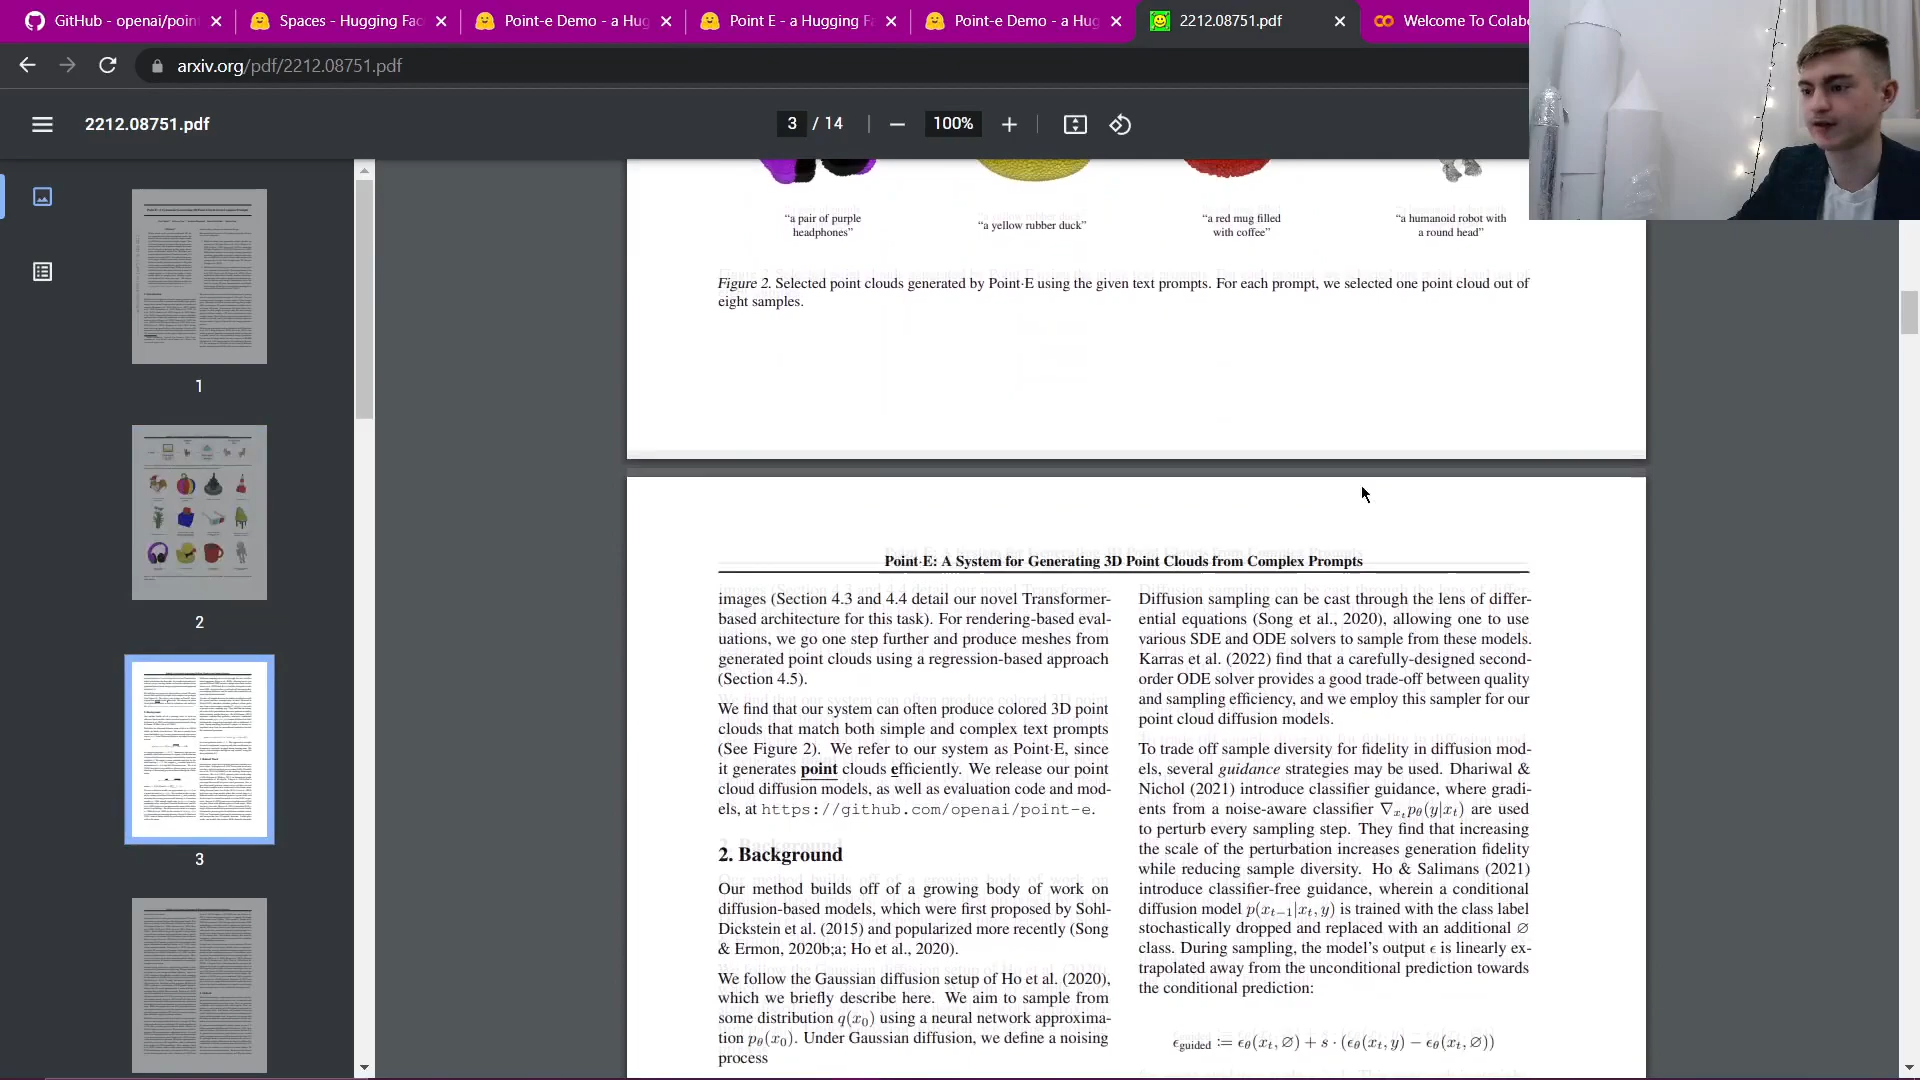 GitHub - openai/poin
Spaces - Hugging Fac
Point-e Demo - a Hug
Point E - a Hugging Fa
Point-e Demo - a Hug
2212.08751.pdf
Welcome To Colab
arxiv.org/pdf/2212.08751.pdf
2212.08751.pdf
3 / 14
100%
1
2
3
“a pair of purple
headphones”
“a yellow rubber duck”
“a red mug filled
with coffee”
“a humanoid robot with
a round head”
Figure 2. Selected point clouds generated by Point·E using the given text prompts. For each prompt, we selected one point cloud out of
eight samples.
Point·E: A System for Generating 3D Point Clouds from Complex Prompts
images (Section 4.3 and 4.4 detail our novel Transformer-
based architecture for this task). For rendering-based eval-
uations, we go one step further and produce meshes from
generated point clouds using a regression-based approach
(Section 4.5).
We find that our system can often produce colored 3D point
clouds that match both simple and complex text prompts
(See Figure 2). We refer to our system as Point·E, since
it generates point clouds efficiently. We release our point
cloud diffusion models, as well as evaluation code and mod-
els, at https://github.com/openai/point-e.
2. Background
Our method builds off of a growing body of work on
diffusion-based models, which were first proposed by Sohl-
Dickstein et al. (2015) and popularized more recently (Song
& Ermon, 2020b;a; Ho et al., 2020).
We follow the Gaussian diffusion setup of Ho et al. (2020),
which we briefly describe here. We aim to sample from
some distribution q(x₀) using a neural network approxima-
tion pθ(x₀). Under Gaussian diffusion, we define a noising
process
Diffusion sampling can be cast through the lens of differ-
ential equations (Song et al., 2020), allowing one to use
various SDE and ODE solvers to sample from these models.
Karras et al. (2022) find that a carefully-designed second-
order ODE solver provides a good trade-off between quality
and sampling efficiency, and we employ this sampler for our
point cloud diffusion models.
To trade off sample diversity for fidelity in diffusion mod-
els, several guidance strategies may be used. Dhariwal &
Nichol (2021) introduce classifier guidance, where gradi-
ents from a noise-aware classifier ∇xₜpθ(y|xₜ) are used
to perturb every sampling step. They find that increasing
the scale of the perturbation increases generation fidelity
while reducing sample diversity. Ho & Salimans (2021)
introduce classifier-free guidance, wherein a conditional
diffusion model p(xₜ₋₁|xₜ, y) is trained with the class label
stochastically dropped and replaced with an additional ∅
class. During sampling, the model’s output ϵ is linearly ex-
trapolated away from the unconditional prediction towards
the conditional prediction:
ϵguided := ϵθ(xₜ, ∅) + s · (ϵθ(xₜ, y) − ϵθ(xₜ, ∅))